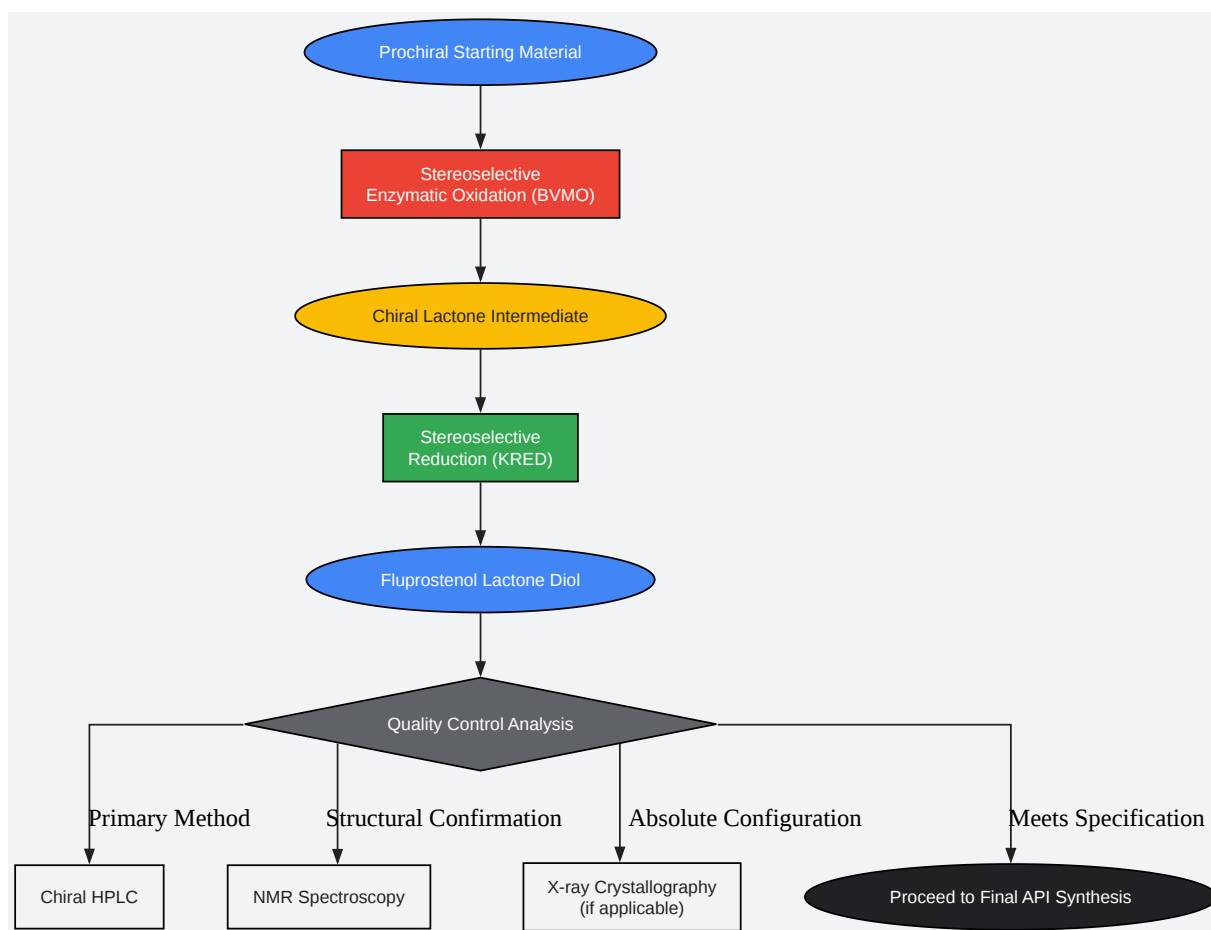 Prochiral Starting Material
Stereoselective
Enzymatic Oxidation (BVMO)
Chiral Lactone Intermediate
Stereoselective
Reduction (KRED)
Fluprostenol Lactone Diol
Quality Control Analysis
Primary Method
Structural Confirmation
Absolute Configuration
Meets Specification
Chiral HPLC
NMR Spectroscopy
X-ray Crystallography
(if applicable)
Proceed to Final API Synthesis